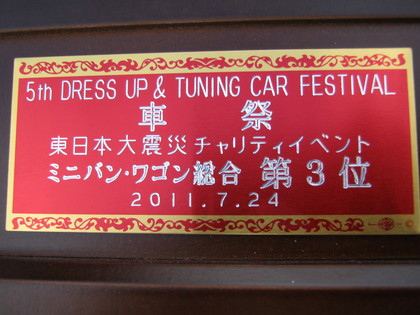 5th DRESS UP & TUNING CAR FESTIVAL
車 祭
東日本大震災チャリティイベント
ミニバン・ワゴン総合 第3位
2011.7.24